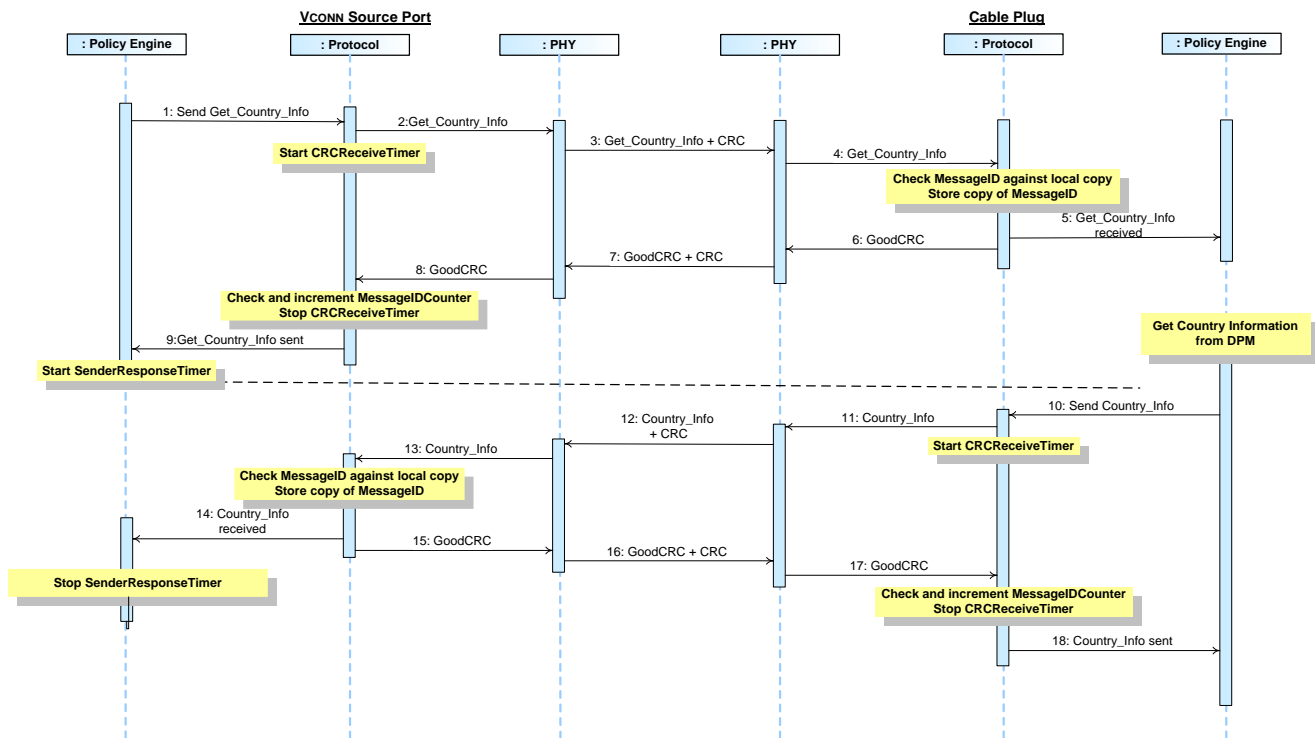 VCONN Source Port
Cable Plug
: Policy Engine
: Protocol
: PHY
: PHY
: Protocol
: Policy Engine
1: Send Get_Country_Info
2:Get_Country_Info
Start CRCReceiveTimer
3: Get_Country_Info + CRC
4: Get_Country_Info
Check MessageID against local copy
Store copy of MessageID
5: Get_Country_Info
received
6: GoodCRC
7: GoodCRC + CRC
8: GoodCRC
Check and increment MessageIDCounter
Stop CRCReceiveTimer
9:Get_Country_Info sent
Start SenderResponseTimer
Get Country Information
from DPM
10: Send Country_Info
11: Country_Info
Start CRCReceiveTimer
12: Country_Info
+ CRC
13: Country_Info
Check MessageID against local copy
Store copy of MessageID
14: Country_Info
received
15: GoodCRC
16: GoodCRC + CRC
17: GoodCRC
Stop SenderResponseTimer
Check and increment MessageIDCounter
Stop CRCReceiveTimer
18: Country_Info sent